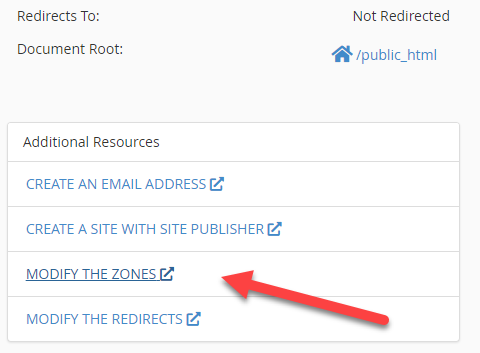 Redirects To: Not Redirected
Document Root: /public_html
Additional Resources
CREATE AN EMAIL ADDRESS
CREATE A SITE WITH SITE PUBLISHER
MODIFY THE ZONES
MODIFY THE REDIRECTS